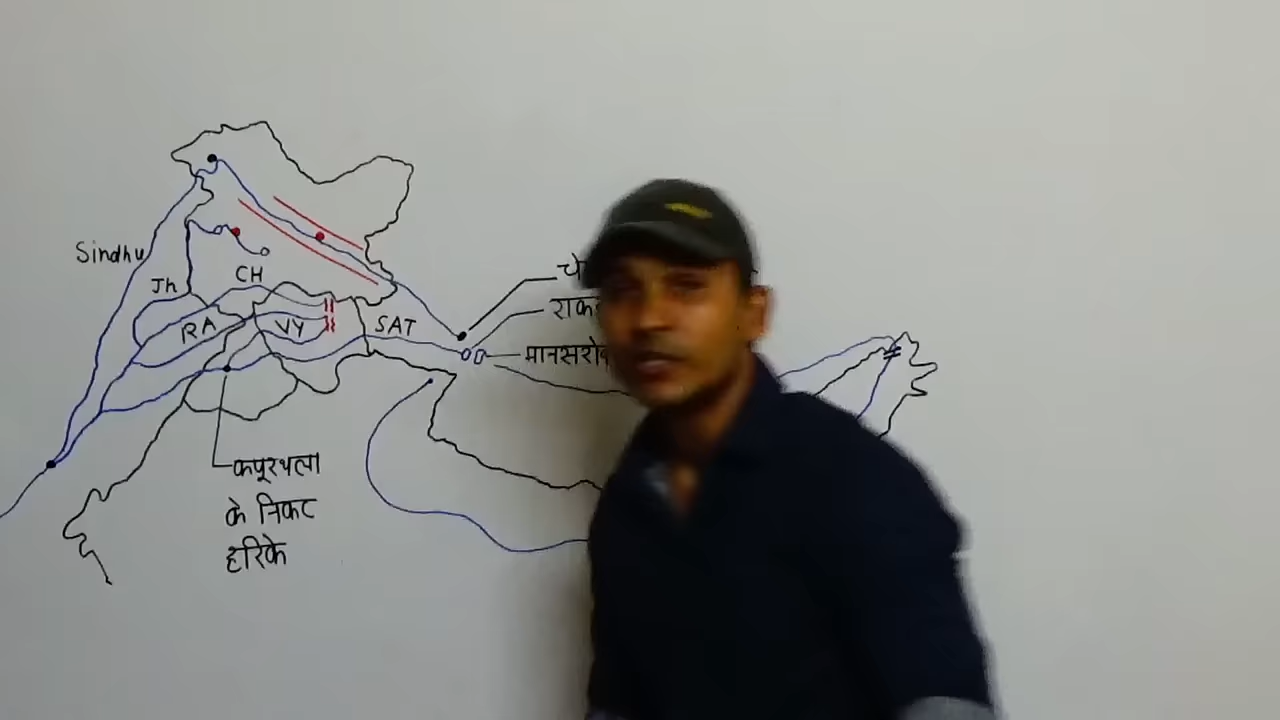 Sindhu
Jh
CH
RA
VY
SAT
मानसरो
कपूरथला
के निकट
हरिके